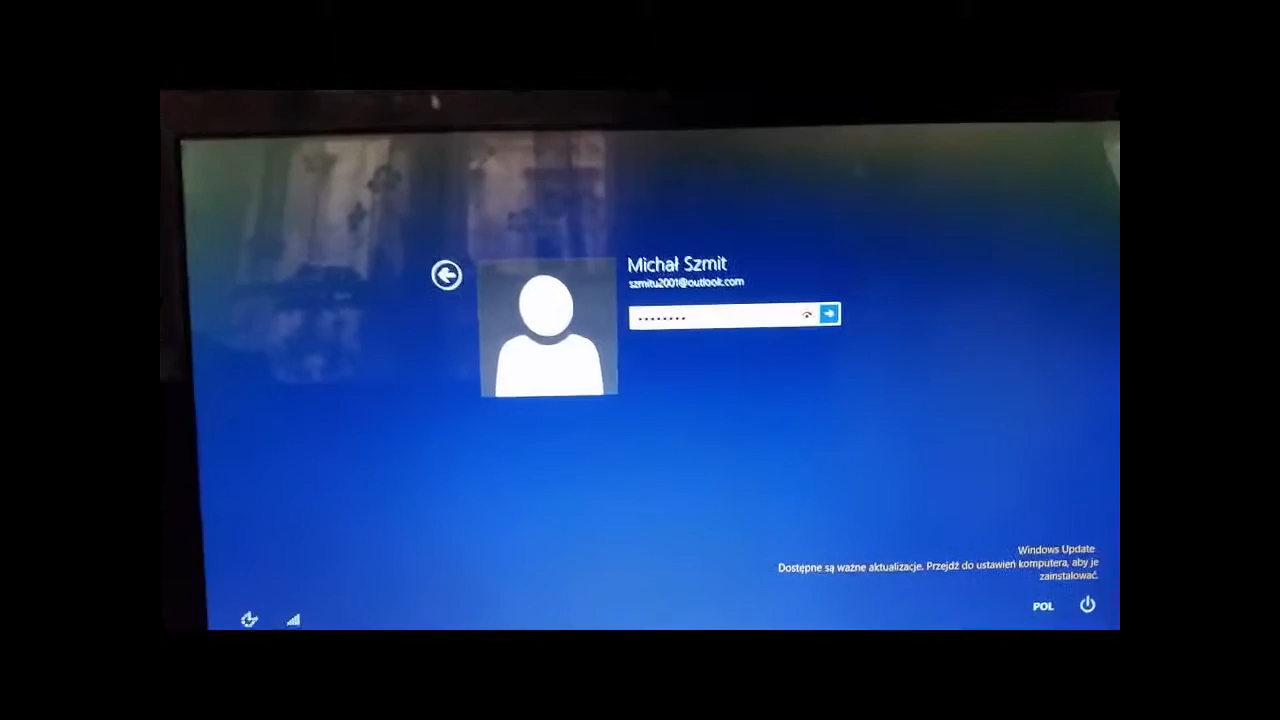 Michał Szmit
szmitu2001@outlook.com
Windows Update
Dostępne są ważne aktualizacje. Przejdź do ustawień komputera, aby je
zainstalować.
POL